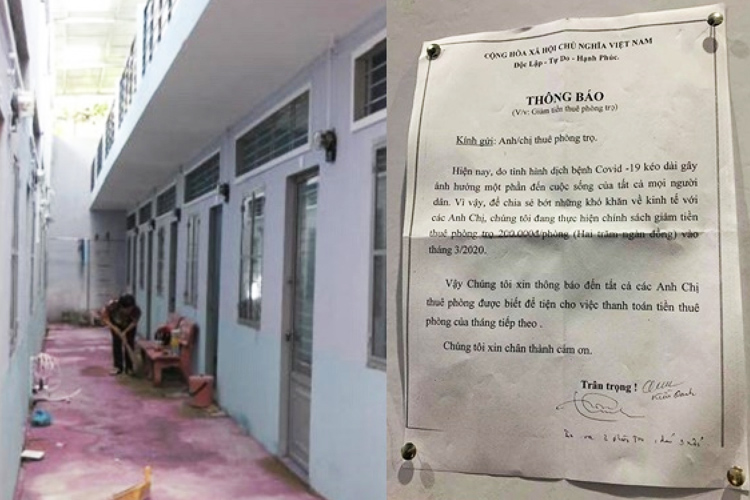 CỘNG HÒA XÃ HỘI CHỦ NGHĨA VIỆT NAM
Độc Lập - Tự Do - Hạnh Phúc.
THÔNG BÁO
(V/v: Giảm tiền thuê phòng trọ)
Kính gửi: Anh/chị thuê phòng trọ.
Hiện nay, do tình hình dịch bệnh Covid -19 kéo dài gây
ảnh hưởng một phần đến cuộc sống của tất cả mọi người
dân. Vì vậy, để chia sẻ bớt những khó khăn về kinh tế với
các Anh Chị, chúng tôi đang thực hiện chính sách giảm tiền
thuê phòng trọ 200.000đ/phòng (Hai trăm ngàn đồng) vào
tháng 3/2020.
Vậy Chúng tôi xin thông báo đến tất cả các Anh Chị
thuê phòng được biết để tiện cho việc thanh toán tiền thuê
phòng của tháng tiếp theo .
Chúng tôi xin chân thành cảm ơn.
Trân trọng !